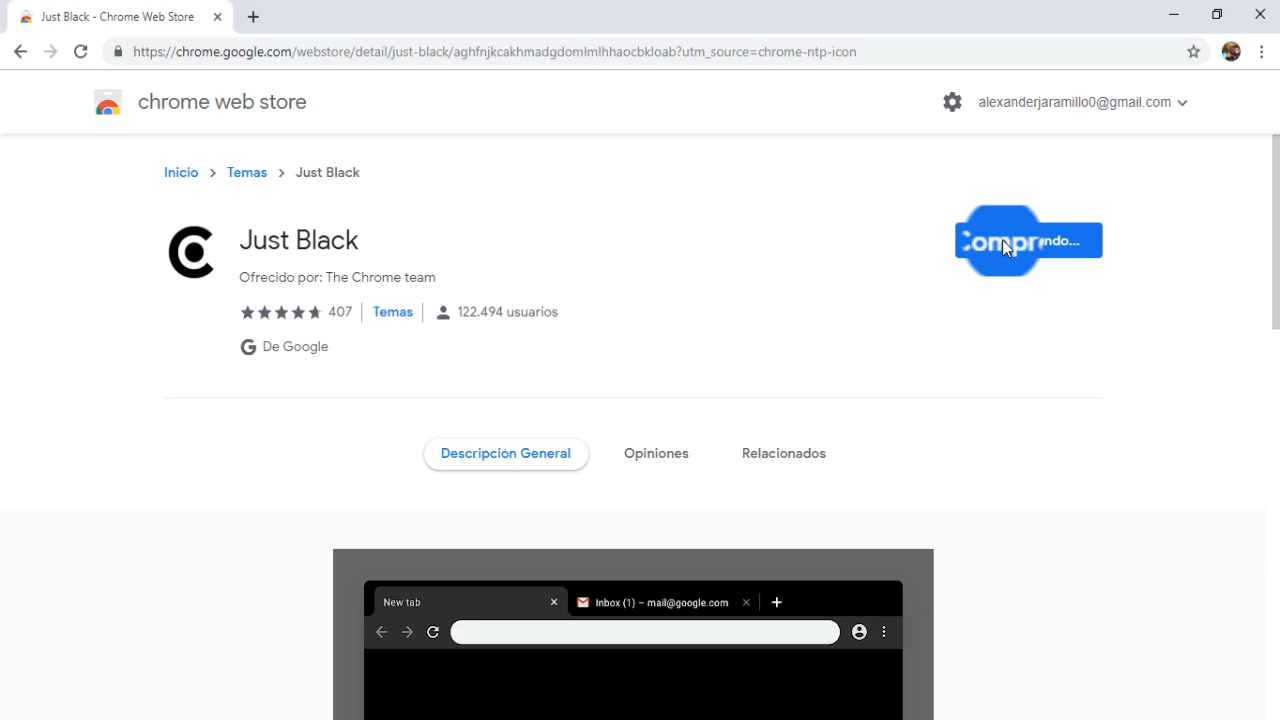 Just Black - Chrome Web Store
https://chrome.google.com/webstore/detail/just-black/aghfnjkcakhmadgdomlmlhhaocbkloab?utm_source=chrome-ntp-icon
chrome web store
alexanderjaramillo0@gmail.com
Inicio > Temas > Just Black
Just Black
Ofrecido por: The Chrome team
407 Temas 122.494 usuarios
De Google
Descripción General Opiniones Relacionados
New tab Inbox (1) – mail@google.com